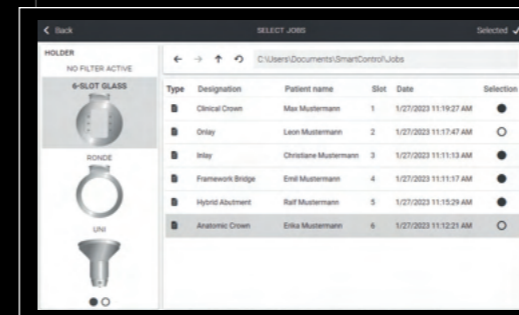 Back SELECT JOBS Selected
HOLDER
NO FILTER ACTIVE
C:\Users\Documents\SmartControl\Jobs
6-SLOT GLASS
RONDE
UNI
Type Designation Patient name Slot Date Selection
Clinical Crown Max Mustermann 1 1/27/2023 11:19:27 AM
Onlay Leon Mustermann 2 1/27/2023 11:17:47 AM
Inlay Christiane Mustermann 3 1/27/2023 11:11:13 AM
Framework Bridge Emil Mustermann 4 1/27/2023 11:11:17 AM
Hybrid Abutment Ralf Mustermann 5 1/27/2023 11:15:29 AM
Anatomic Crown Erika Mustermann 6 1/27/2023 11:12:21 AM